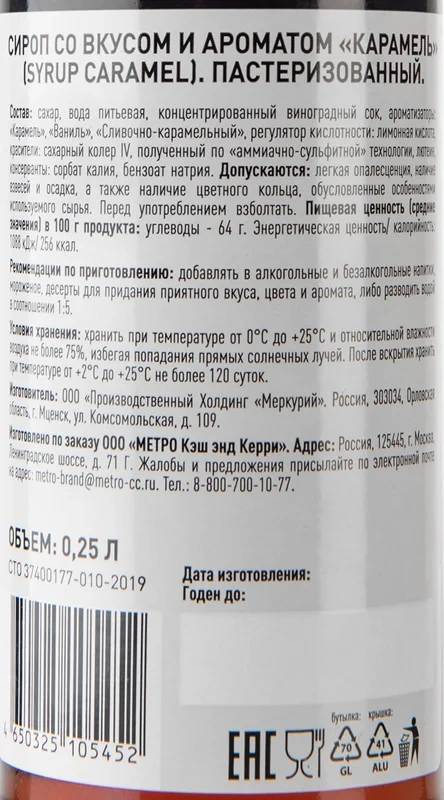 СИРОП СО ВКУСОМ И АРОМАТОМ «КАРАМЕЛЬ»
(SYRUP CARAMEL). ПАСТЕРИЗОВАННЫЙ.
Состав: сахар, вода питьевая, концентрированный виноградный сок, ароматизаторы:
«Карамель», «Ваниль», «Сливочно-карамельный», регулятор кислотности: лимонная кислота,
красители: сахарный колер IV, полученный по «аммиачно-сульфитной» технологии, лютеин,
консерванты: сорбат калия, бензоат натрия. Допускаются: легкая опалесценция, наличие
взвесей и осадка, а также наличие цветного кольца, обусловленные особенностями
используемого сырья. Перед употреблением взболтать. Пищевая ценность (средние
значения) в 100 г продукта: углеводы - 64 г. Энергетическая ценность/ калорийность:
1088 кДж/ 256 ккал.
Рекомендации по приготовлению: добавлять в алкогольные и безалкогольные напитки,
мороженое, десерты для придания приятного вкуса, цвета и аромата, либо разводить водой
в соотношении 1:5.
Условия хранения: хранить при температуре от 0°С до +25°С и относительной влажности
воздуха не более 75%, избегая попадания прямых солнечных лучей. После вскрытия хранить
при температуре от +2°С до +25°С не более 120 суток.
Изготовитель: ООО «Производственный Холдинг «Меркурий». Россия, 303034, Орловская
область, г. Мценск, ул. Комсомольская, д. 109.
Изготовлено по заказу ООО «МЕТРО Кэш энд Керри». Адрес: Россия, 125445, г. Москва,
Ленинградское шоссе, д. 71 Г. Жалобы и предложения присылайте по электронной почте
на адрес: metro-brand@metro-cc.ru. Тел.: 8-800-700-10-77.
ОБЪЕМ: 0,25 Л
СТО 37400177-010-2019
Дата изготовления:
Годен до:
4 650325 105452
EAC
бутылка: крышка:
70 41
GL ALU